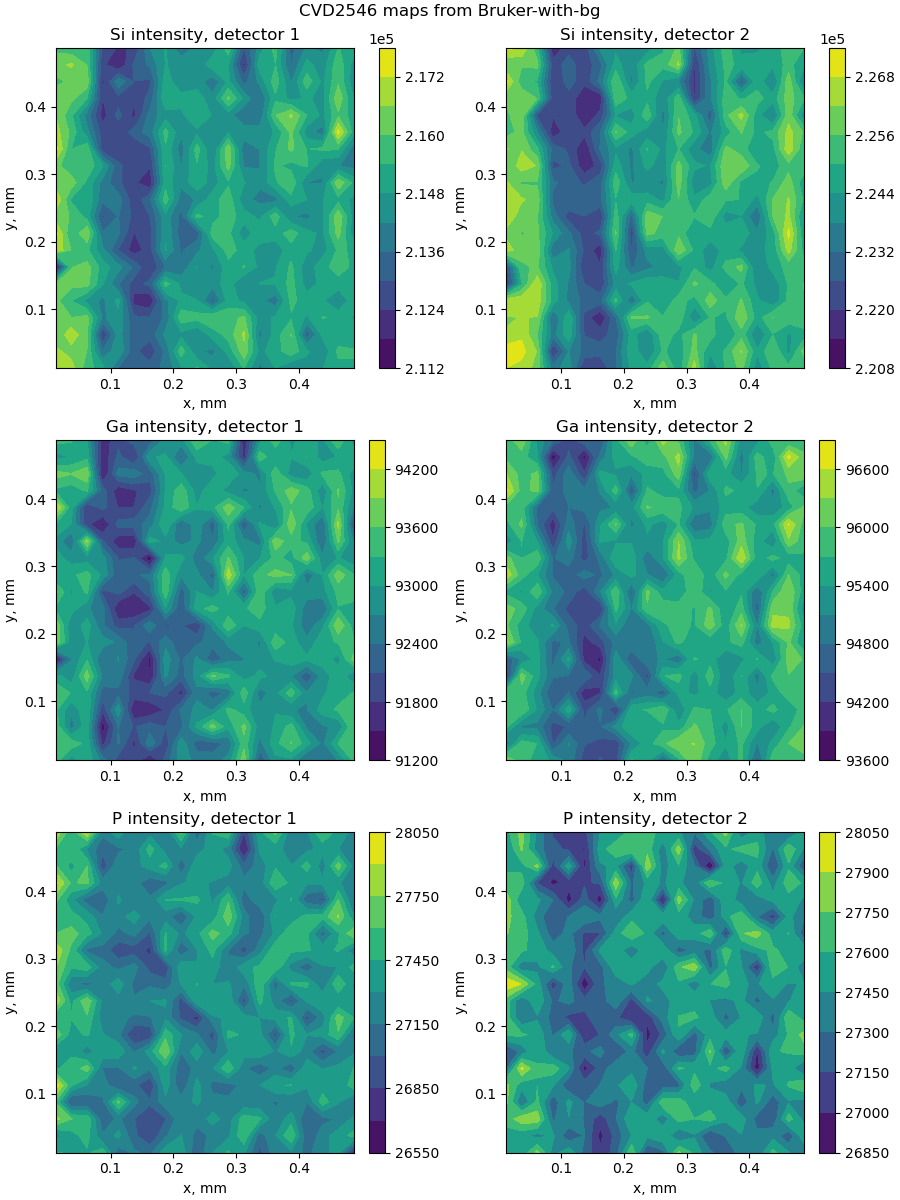 CVD2546 maps from Bruker-with-bg
Si intensity, detector 1
1e5
2.172
2.160
2.148
2.136
2.124
2.112
0.4
0.3
0.2
0.1
y, mm
0.1 0.2 0.3 0.4
x, mm
Si intensity, detector 2
1e5
2.268
2.256
2.244
2.232
2.220
2.208
0.4
0.3
0.2
0.1
y, mm
0.1 0.2 0.3 0.4
x, mm
Ga intensity, detector 1
94200
93600
93000
92400
91800
91200
0.4
0.3
0.2
0.1
y, mm
0.1 0.2 0.3 0.4
x, mm
Ga intensity, detector 2
96600
96000
95400
94800
94200
93600
0.4
0.3
0.2
0.1
y, mm
0.1 0.2 0.3 0.4
x, mm
P intensity, detector 1
28050
27750
27450
27150
26850
26550
0.4
0.3
0.2
0.1
y, mm
0.1 0.2 0.3 0.4
x, mm
P intensity, detector 2
28050
27900
27750
27600
27450
27300
27150
27000
26850
0.4
0.3
0.2
0.1
y, mm
0.1 0.2 0.3 0.4
x, mm